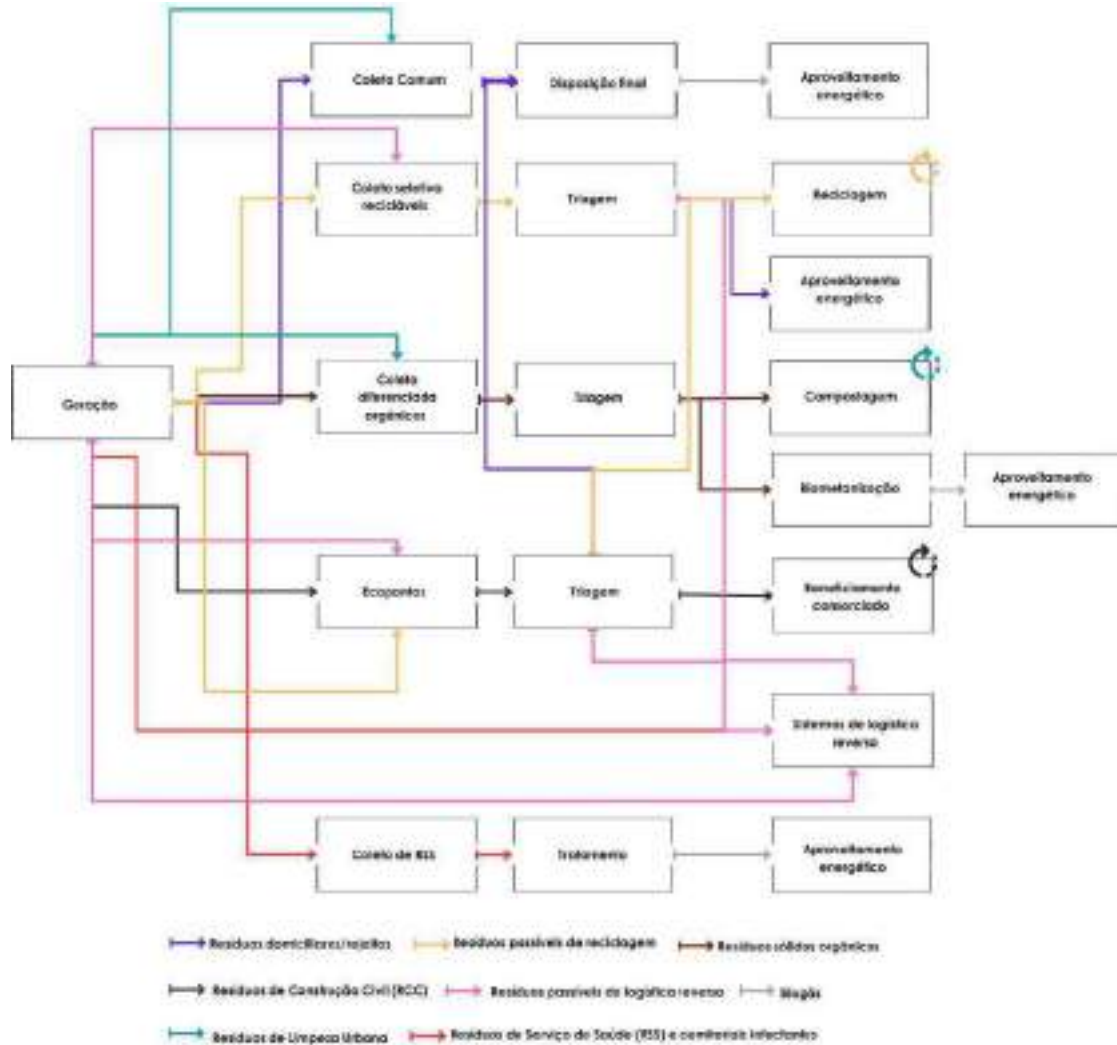 Coleta Comum
Disposição final
Aproveitamento
energético
Coleta seletiva
recicláveis
Triagem
Reciclagem
Aproveitamento
energético
Geração
Coleta
diferenciada
orgânicos
Triagem
Compostagem
Biometanização
Aproveitamento
energético
Ecopontos
Triagem
Beneficiamento
consorciado
Sistemas de logística
reversa
Coleta de RSS
Tratamento
Aproveitamento
energético
Resíduos domiciliares/rejeitos
Resíduos passíveis de reciclagem
Resíduos sólidos orgânicos
Resíduos de Construção Civil (RCC)
Resíduos passíveis de logística reversa
Biogás
Resíduos de Limpeza Urbana
Resíduos de Serviço de Saúde (RSS) e cemiteriais infectantes